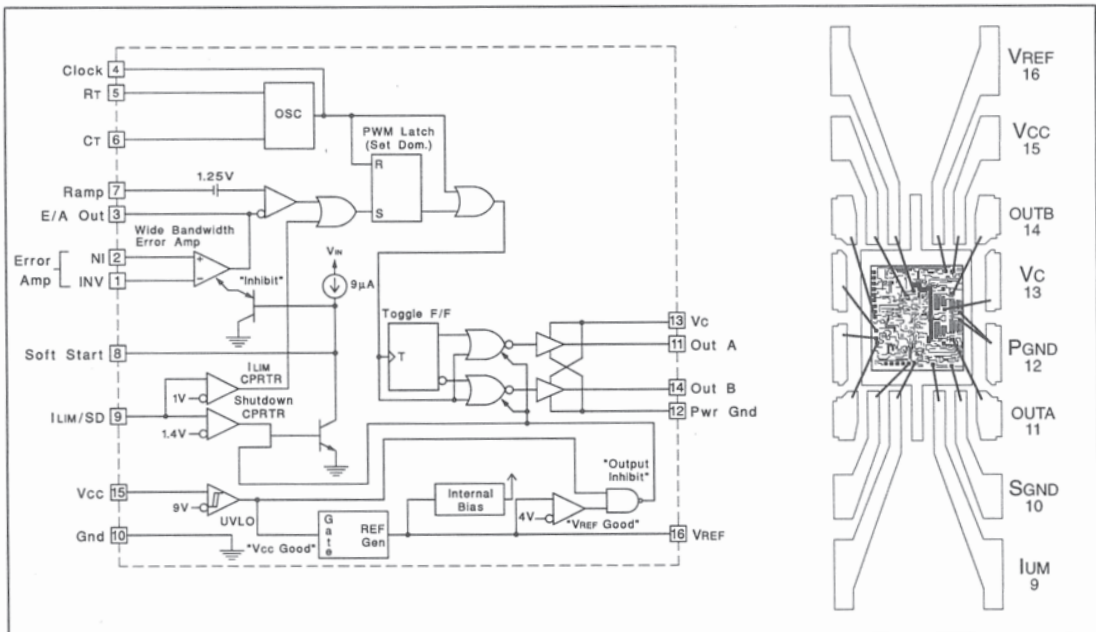 Clock 4
RT 5
CT 6
OSC
PWM Latch
(Set Dom.)
R
S
1.25V
Ramp 7
E/A Out 3
Wide Bandwidth
Error Amp
Error
Amp
NI 2
INV 1
+
−
"Inhibit"
VIN
9µA
Soft Start 8
Toggle F/F
T
13 VC
11 Out A
14 Out B
12 Pwr Gnd
ILIM
CPRTR
1V
Shutdown
CPRTR
ILIM/SD 9
1.4V
"Output
Inhibit"
VCC 15
9V
UVLO
Internal
Bias
4V
"VREF Good"
Gnd 10
"Vcc Good"
Gate
REF
Gen
16 VREF
VREF
16
VCC
15
OUTB
14
VC
13
PGND
12
OUTA
11
SGND
10
IUM
9